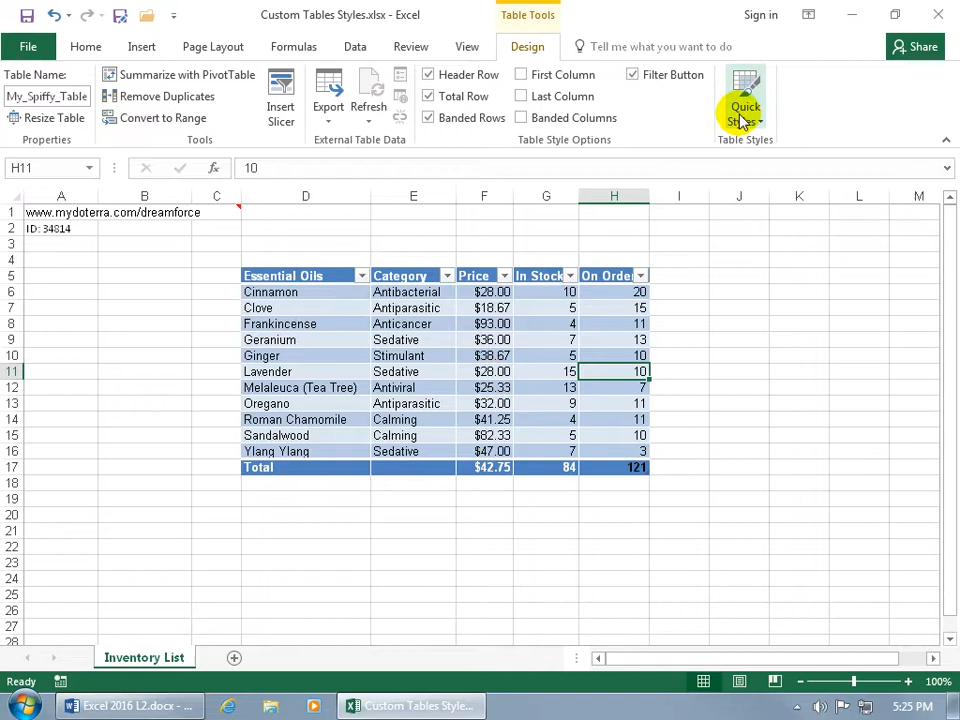 Custom Tables Styles.xlsx - Excel
Table Tools
Sign in
File
Home
Insert
Page Layout
Formulas
Data
Review
View
Design
Tell me what you want to do
Share
Table Name:
My_Spiffy_Table
Resize Table
Properties
Summarize with PivotTable
Remove Duplicates
Convert to Range
Tools
Insert
Slicer
Export
Refresh
External Table Data
Header Row
Total Row
Banded Rows
First Column
Last Column
Banded Columns
Filter Button
Table Style Options
Quick
Styles
Table Styles
H11
fx
10
A B C D E F G H I J K L M
1 www.mydoterra.com/dreamforce
2 ID: 34814
3
4
5 Essential Oils Category Price In Stock On Order
6 Cinnamon Antibacterial $28.00 10 20
7 Clove Antiparasitic $18.67 5 15
8 Frankincense Anticancer $93.00 4 11
9 Geranium Sedative $36.00 7 13
10 Ginger Stimulant $38.67 5 10
11 Lavender Sedative $28.00 15 10
12 Melaleuca (Tea Tree) Antiviral $25.33 13 7
13 Oregano Antiparasitic $32.00 9 11
14 Roman Chamomile Calming $41.25 4 11
15 Sandalwood Calming $82.33 5 10
16 Ylang Ylang Sedative $47.00 7 3
17 Total $42.75 84 121
18
19
20
21
22
23
24
25
26
27
28
Inventory List
Ready
100%
Excel 2016 L2.docx - ...
Custom Tables Style...
5:25 PM